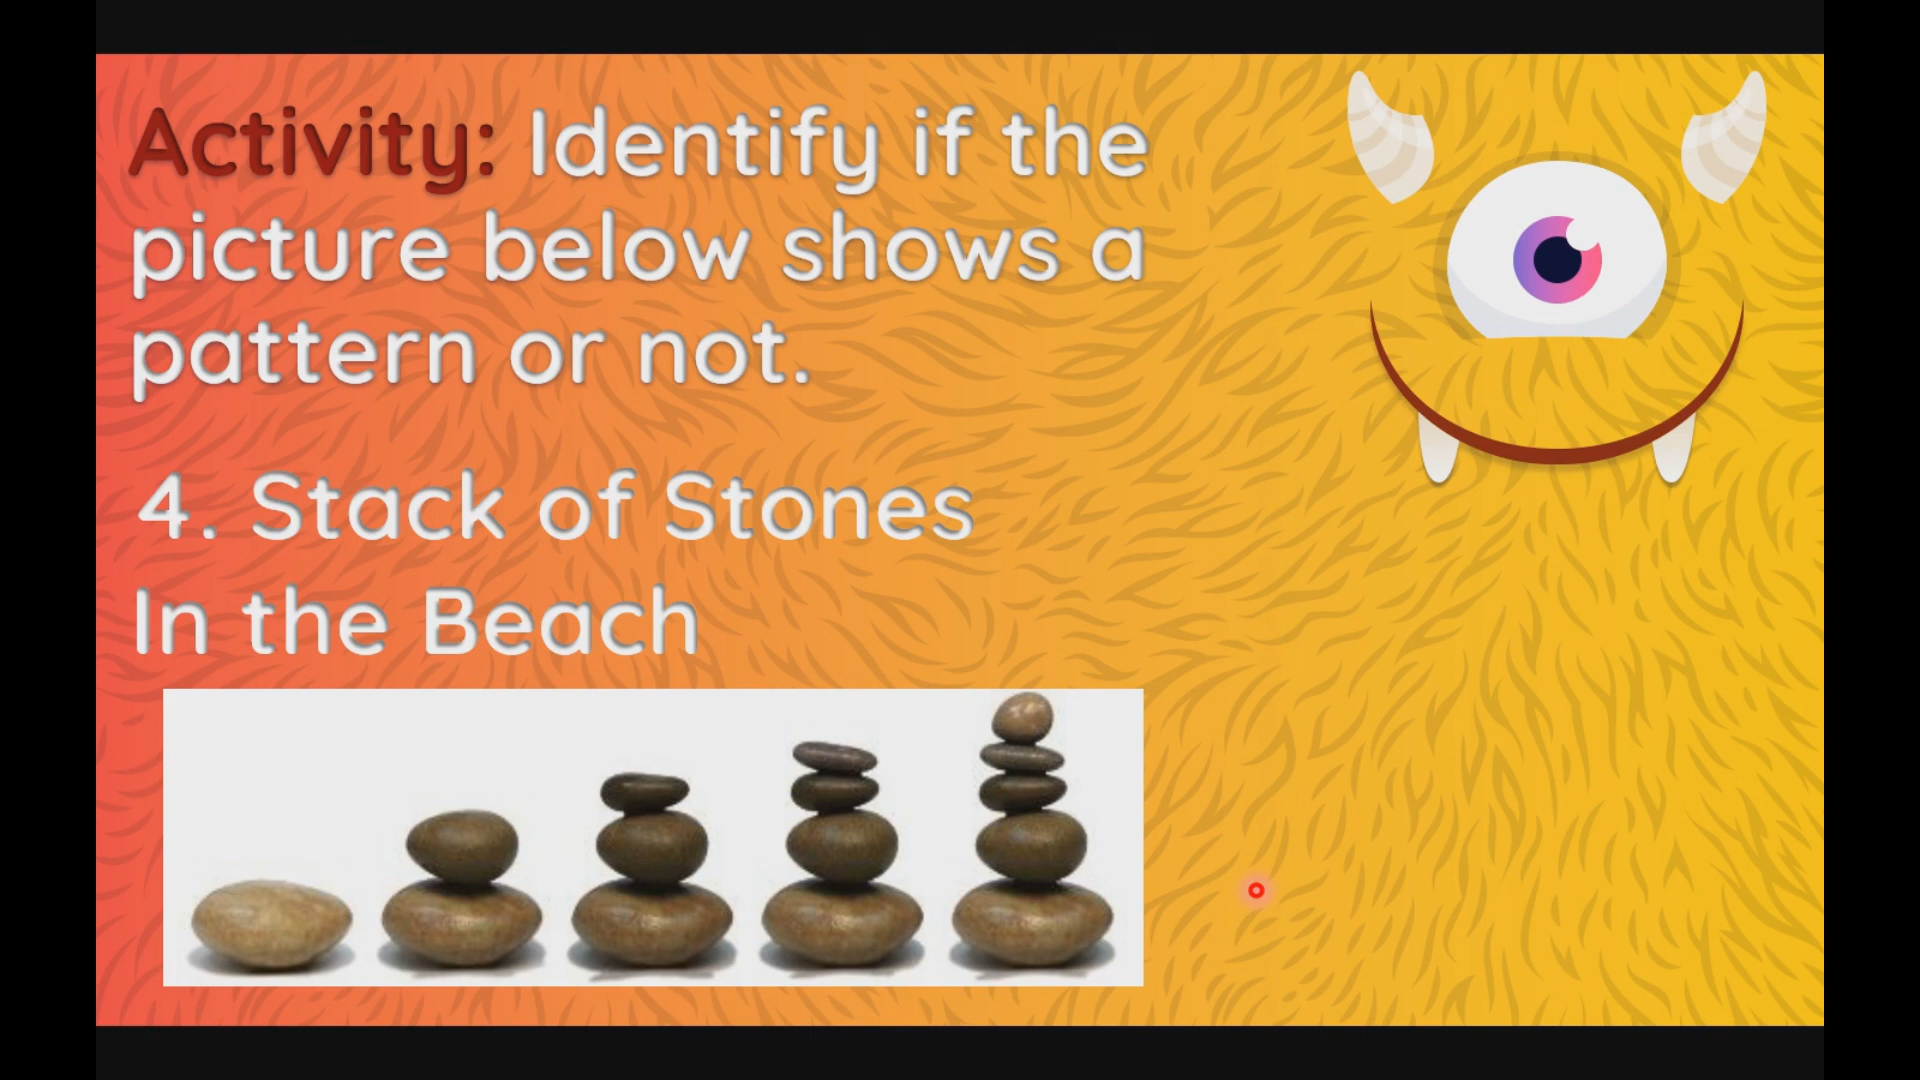 Activity: Identify if the
picture below shows a
pattern or not.
4. Stack of Stones
In the Beach